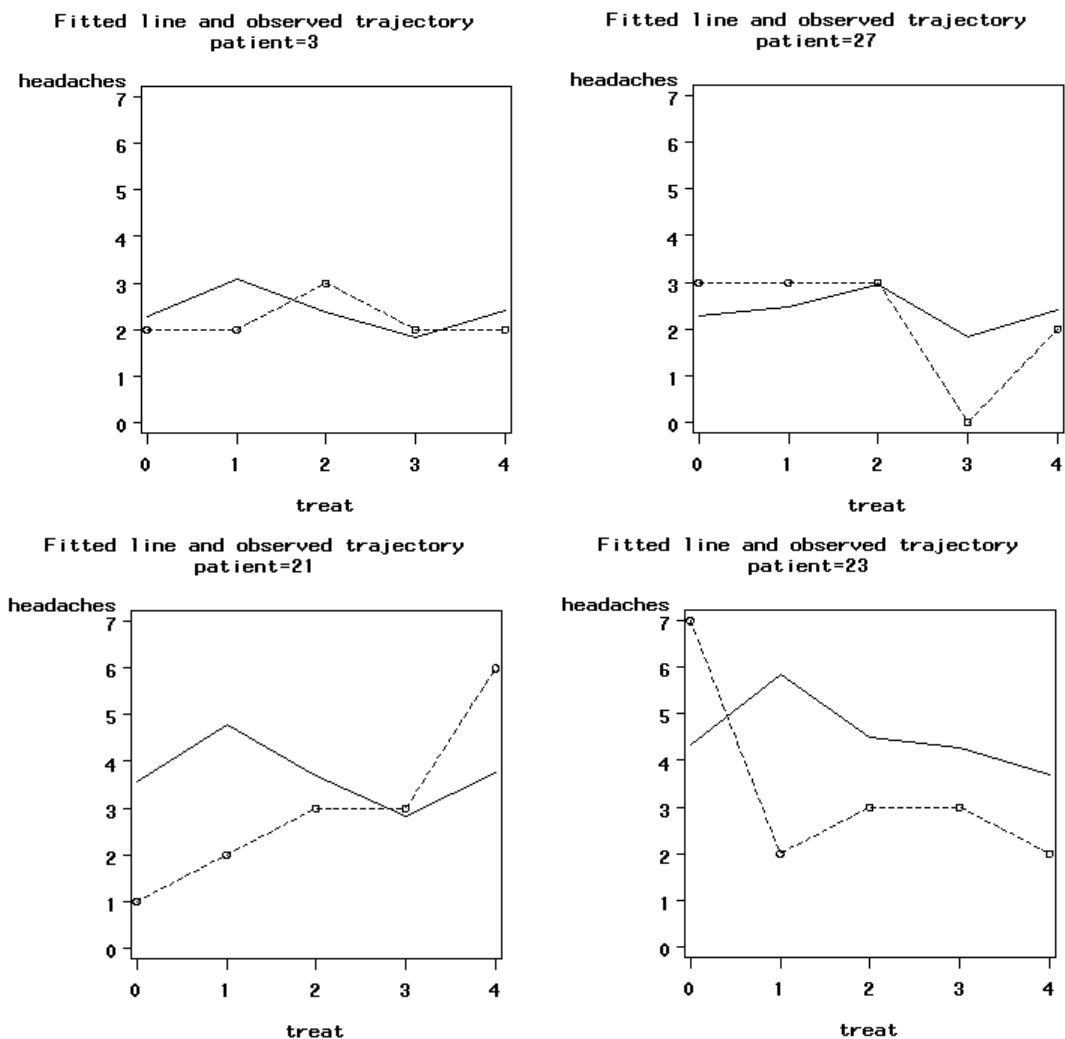 Fitted line and observed trajectory
patient=3
headaches
7
6
5
4
3
2
1
0
0 1 2 3 4
treat
Fitted line and observed trajectory
patient=27
headaches
7
6
5
4
3
2
1
0
0 1 2 3 4
treat
Fitted line and observed trajectory
patient=21
headaches
7
6
5
4
3
2
1
0
0 1 2 3 4
treat
Fitted line and observed trajectory
patient=23
headaches
7
6
5
4
3
2
1
0
0 1 2 3 4
treat